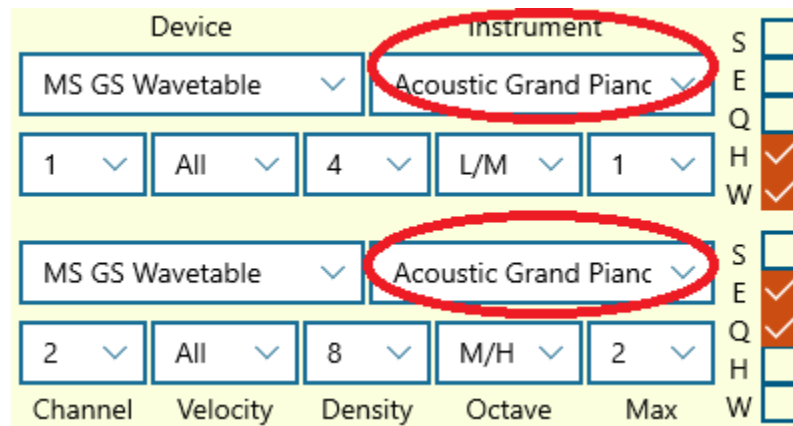 Device Instrument
MS GS Wavetable Acoustic Grand Pianc
S
E
Q
1 All 4 L/M 1
H
W
MS GS Wavetable Acoustic Grand Pianc
S
E
2 All 8 M/H 2
Q
H
Channel Velocity Density Octave Max
W